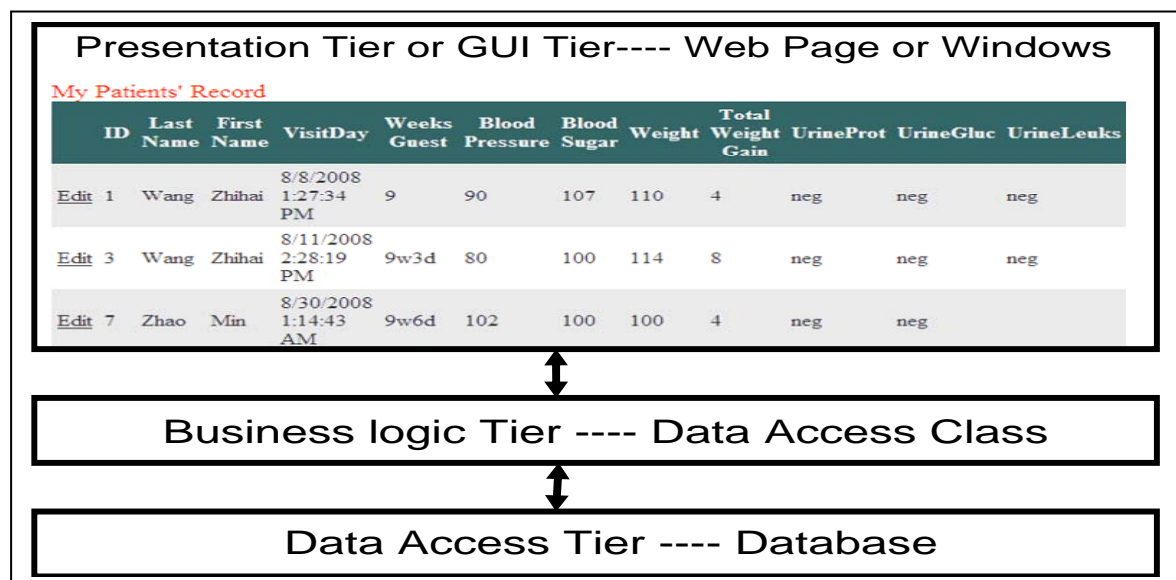 Presentation Tier or GUI Tier---- Web Page or Windows
My Patients' Record
ID Last Name First Name VisitDay Weeks Guest Blood Pressure Blood Sugar Weight Total Weight Gain UrineProt UrineGluc UrineLeuks
Edit 1 Wang Zhihai 8/8/2008 1:27:34 PM 9 90 107 110 4 neg neg neg
Edit 3 Wang Zhihai 8/11/2008 2:28:19 PM 9w3d 80 100 114 8 neg neg neg
Edit 7 Zhao Min 8/30/2008 1:14:43 AM 9w6d 102 100 100 4 neg neg
Business logic Tier ---- Data Access Class
Data Access Tier ---- Database